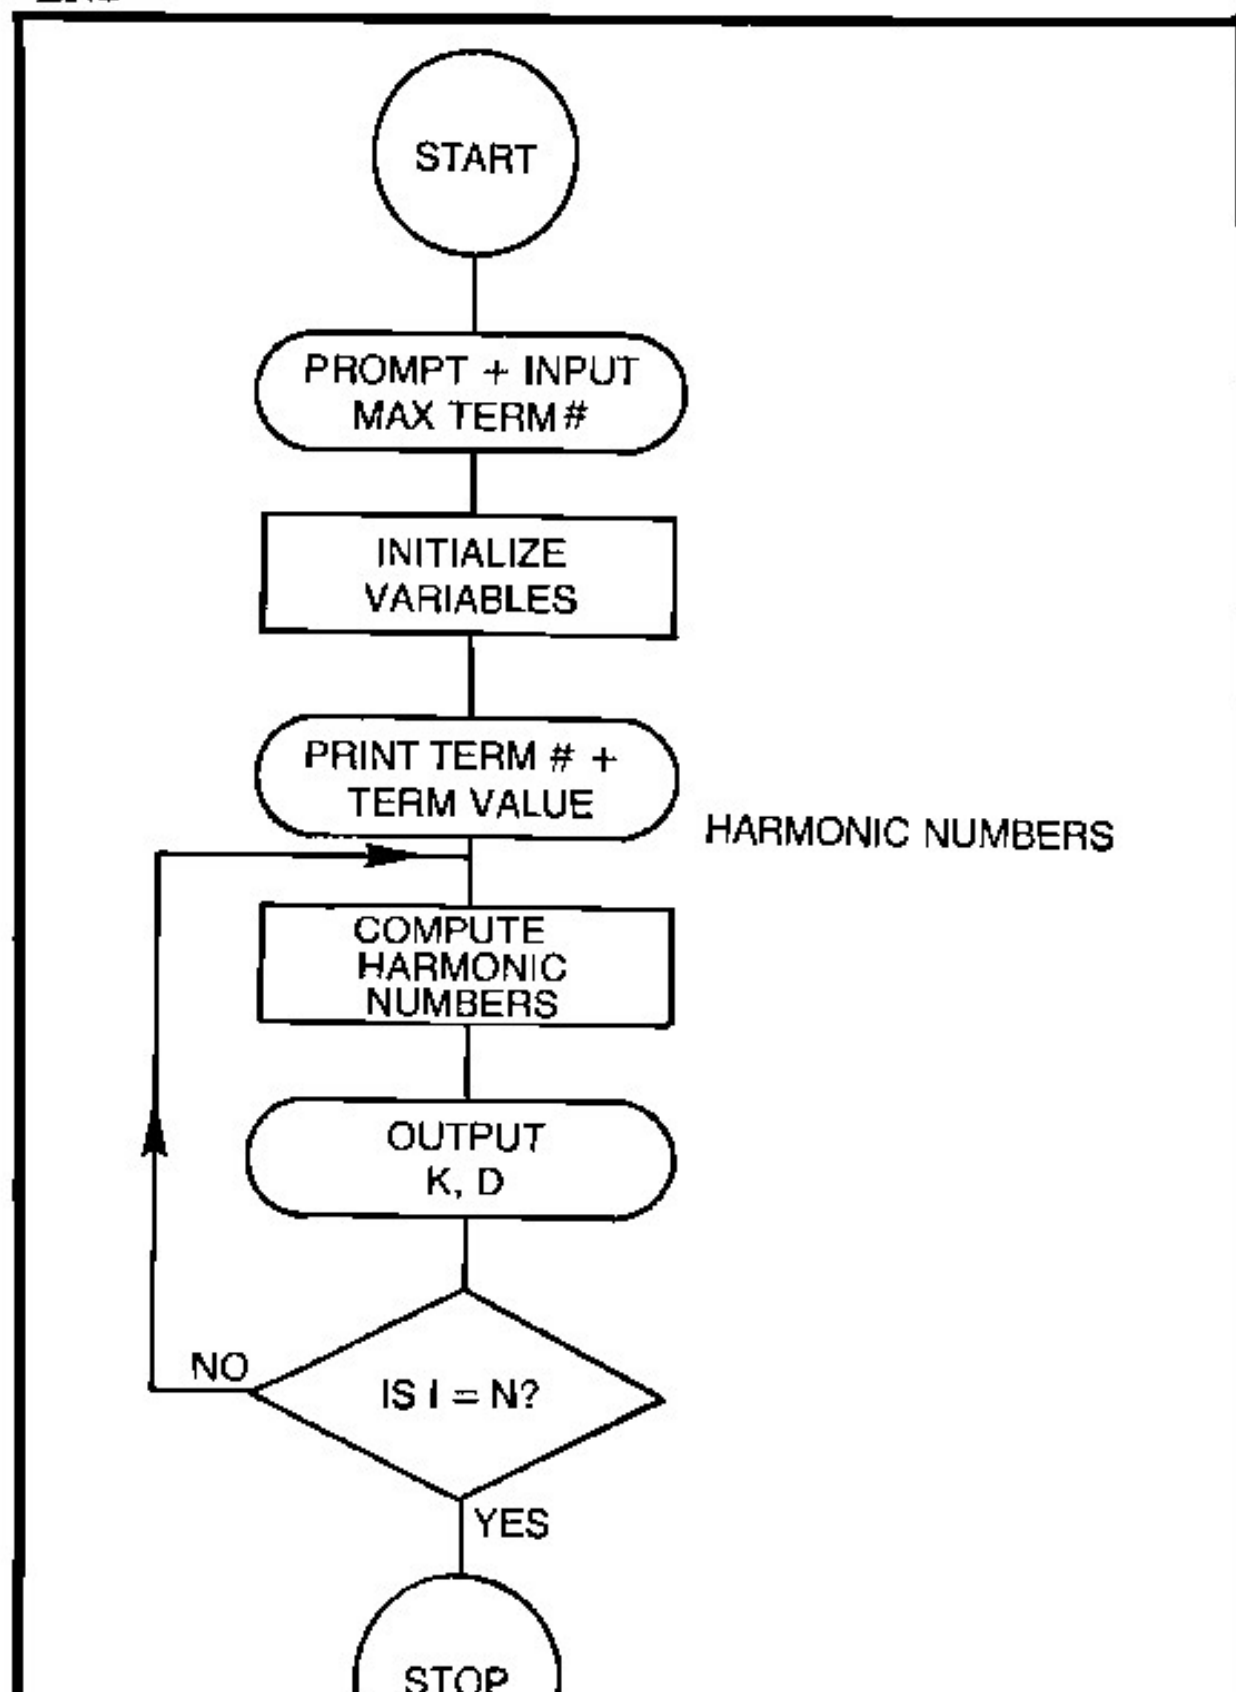 START
PROMPT + INPUT
MAX TERM #
INITIALIZE
VARIABLES
PRINT TERM # +
TERM VALUE
HARMONIC NUMBERS
COMPUTE
HARMONIC
NUMBERS
OUTPUT
K, D
NO
IS I = N?
YES
STOP